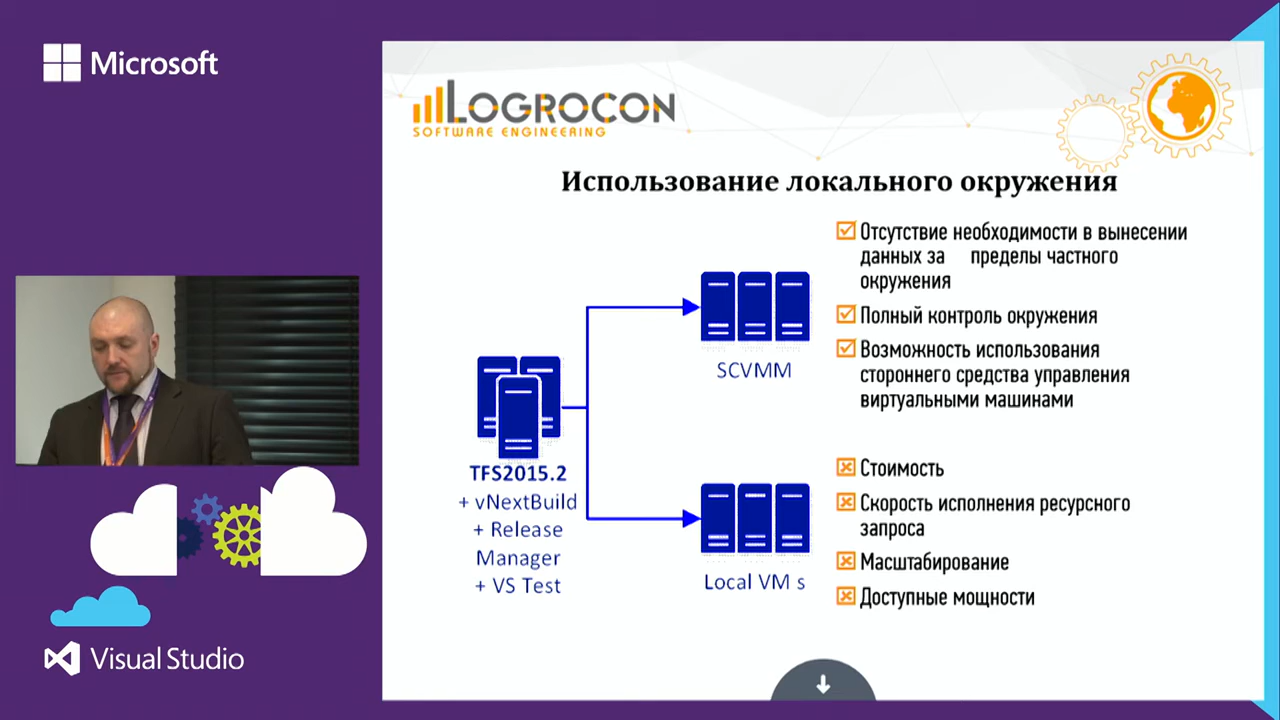 Microsoft
LOGROCON
SOFTWARE ENGINEERING
Использование локального окружения
Отсутствие необходимости в вынесении
данных за пределы частного
окружения
Полный контроль окружения
Возможность использования
стороннего средства управления
виртуальными машинами
SCVMM
TFS2015.2
+ vNextBuild
+ Release
Manager
+ VS Test
Local VM s
Стоимость
Скорость исполнения ресурсного
запроса
Масштабирование
Доступные мощности
Visual Studio